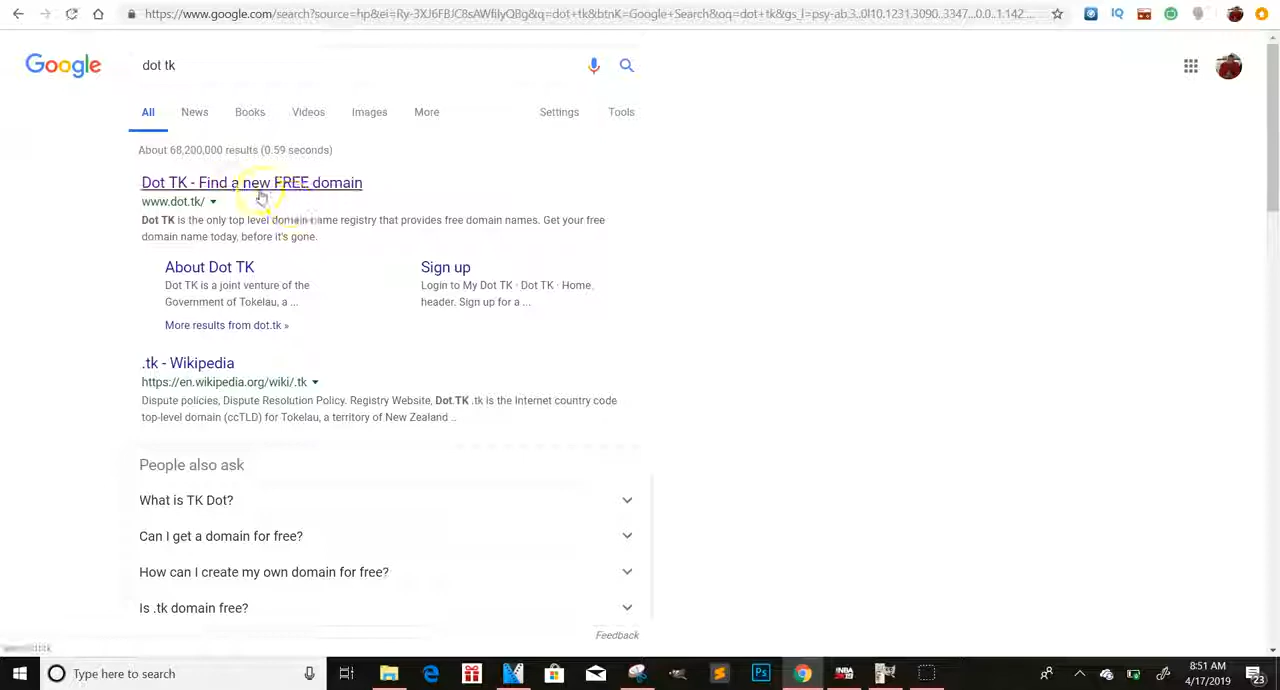 https://www.google.com/search?source=hp&ei=Ry-3XJ6FBJC8sAWfilyQBg&q=dot+tk&btnK=Google+Search&oq=dot+tk&gs_l=psy-ab.3..0l10.1231.3090..3347...0.0..1.142 ...
IQ
Google
dot tk
All
News
Books
Videos
Images
More
Settings
Tools
About 68,200,000 results (0.59 seconds)
Dot TK - Find a new FREE domain
www.dot.tk/
Dot TK is the only top level domain name registry that provides free domain names. Get your free
domain name today, before it's gone.
About Dot TK
Sign up
Dot TK is a joint venture of the
Login to My Dot TK · Dot TK · Home.
Government of Tokelau, a ...
header. Sign up for a ...
More results from dot.tk »
.tk - Wikipedia
https://en.wikipedia.org/wiki/.tk
Dispute policies, Dispute Resolution Policy. Registry Website, Dot.TK .tk is the Internet country code
top-level domain (ccTLD) for Tokelau, a territory of New Zealand ..
People also ask
What is TK Dot?
Can I get a domain for free?
How can I create my own domain for free?
Is .tk domain free?
Feedback
Type here to search
Ps
8:51 AM
4/17/2019
23